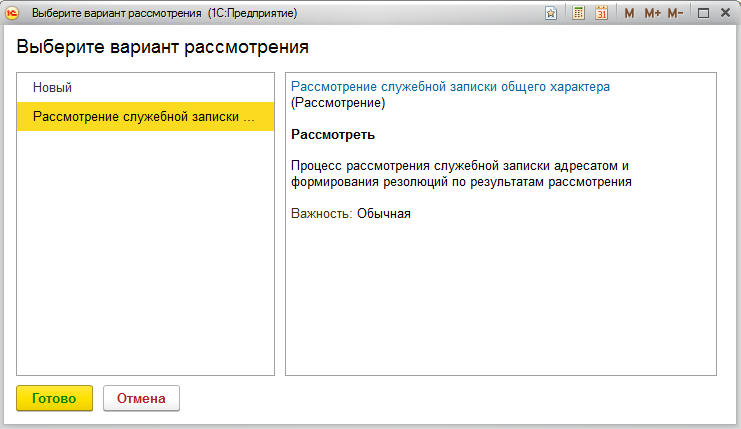 Выберите вариант рассмотрения (1С:Предприятие)
31
M M+ M-
Выберите вариант рассмотрения
Новый
Рассмотрение служебной записки ...
Рассмотрение служебной записки общего характера
(Рассмотрение)
Рассмотреть
Процесс рассмотрения служебной записки адресатом и
формирования резолюций по результатам рассмотрения
Важность: Обычная
Готово
Отмена